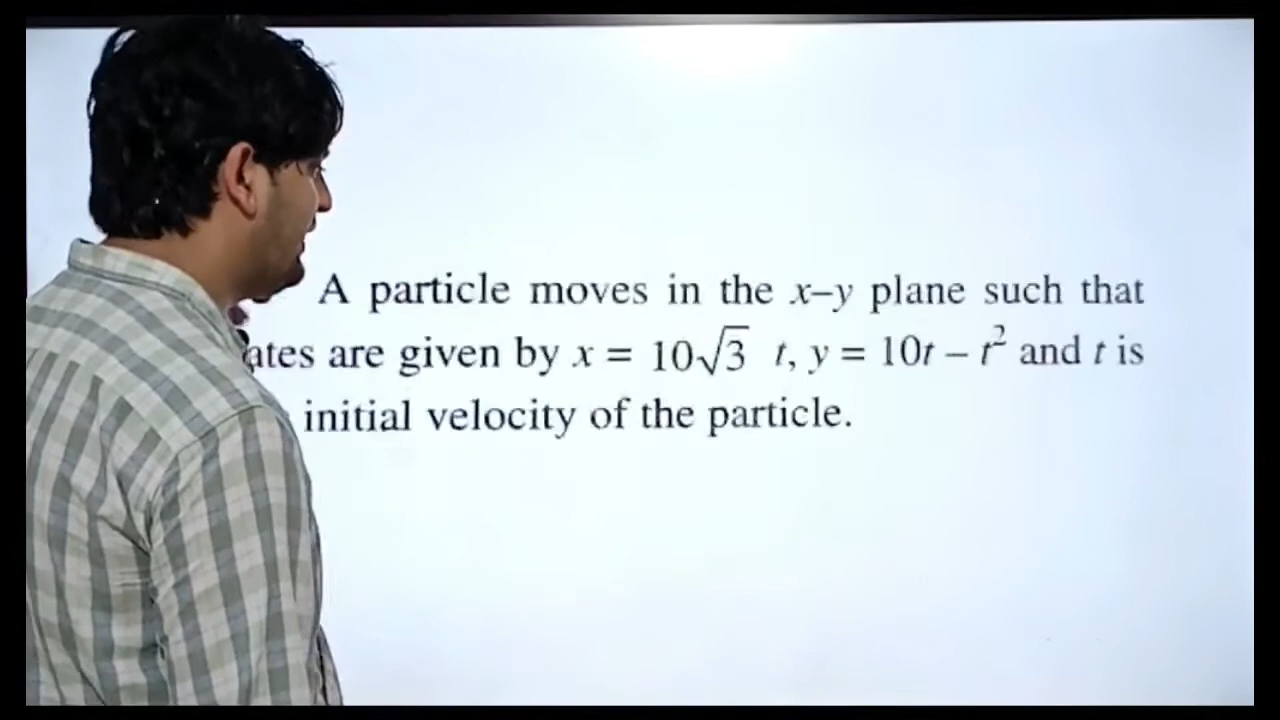 A particle moves in the x–y plane such that
ates are given by x = 10√3 t, y = 10t – t² and t is
initial velocity of the particle.